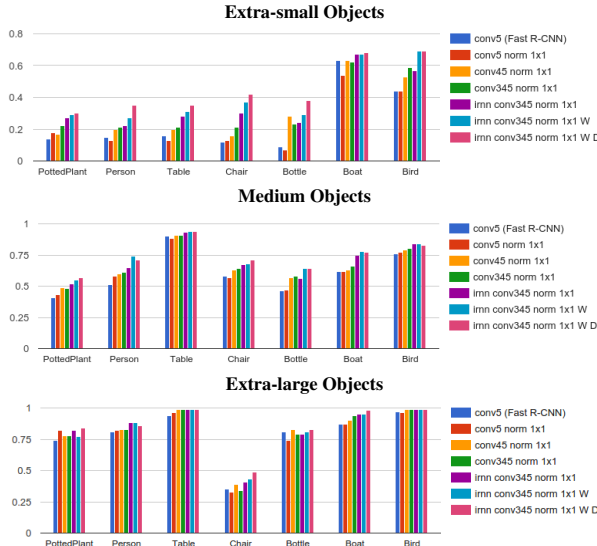 Extra-small Objects
0.8
0.6
0.4
0.2
0
PottedPlant Person Table Chair Bottle Boat Bird
conv5 (Fast R-CNN)
conv5 norm 1x1
conv45 norm 1x1
conv345 norm 1x1
irnn conv345 norm 1x1
irnn conv345 norm 1x1 W
irnn conv345 norm 1x1 W D
Medium Objects
1
0.75
0.5
0.25
0
PottedPlant Person Table Chair Bottle Boat Bird
conv5 (Fast R-CNN)
conv5 norm 1x1
conv45 norm 1x1
conv345 norm 1x1
irnn conv345 norm 1x1
irnn conv345 norm 1x1 W
irnn conv345 norm 1x1 W D
Extra-large Objects
1
0.75
0.5
0.25
0
PottedPlant Person Table Chair Bottle Boat Bird
conv5 (Fast R-CNN)
conv5 norm 1x1
conv45 norm 1x1
conv345 norm 1x1
irnn conv345 norm 1x1
irnn conv345 norm 1x1 W
irnn conv345 norm 1x1 W D